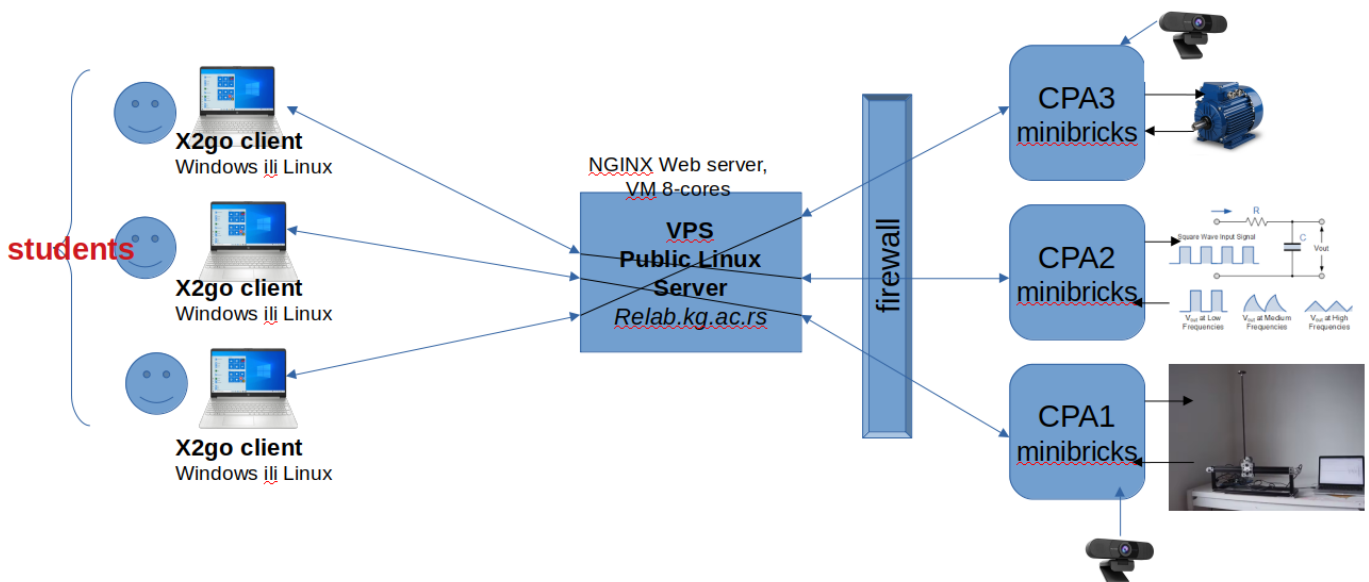 students
X2go client
Windows ili Linux
X2go client
Windows ili Linux
X2go client
Windows ili Linux
NGINX Web server,
VM 8-cores
VPS
Public Linux
Server
Relab.kg.ac.rs
firewall
CPA3
minibricks
CPA2
minibricks
R
C
Square Wave Input Signal
Vout
Vout at Low
Frequencies
Vout at Medium
Frequencies
Vout at High
Frequencies
CPA1
minibricks